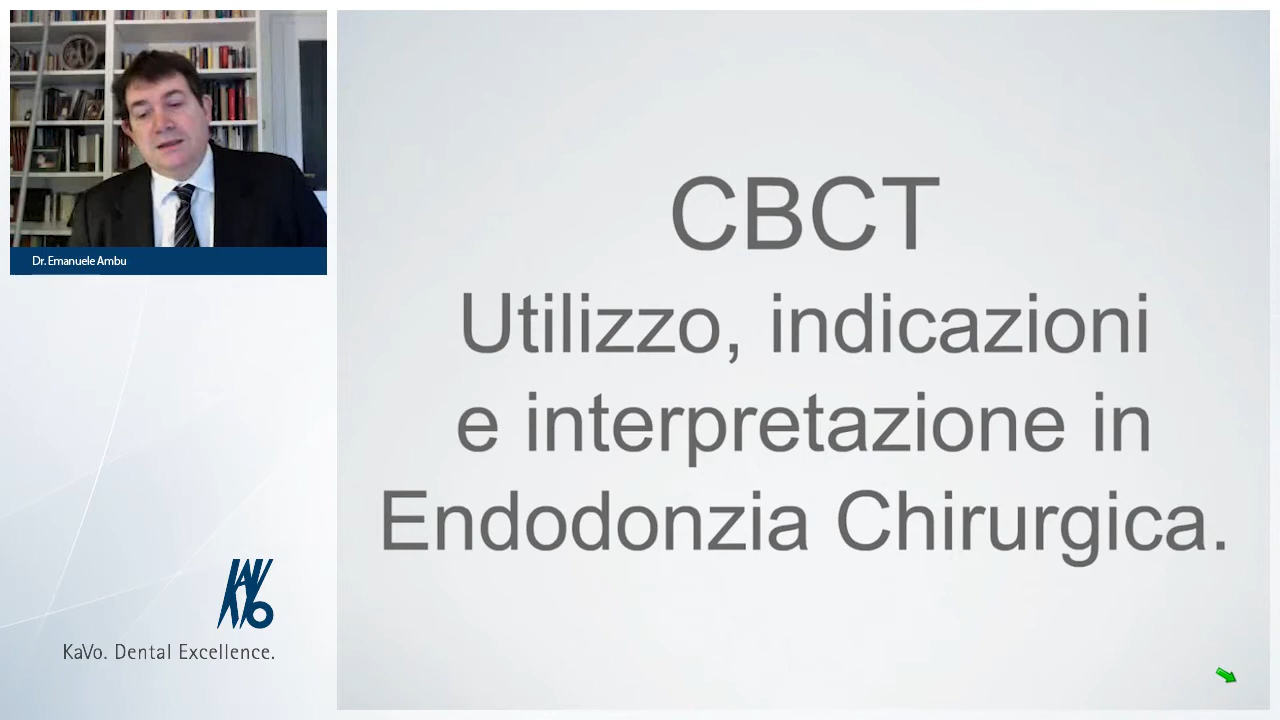 Dr. Emanuele Ambu
KaVo. Dental Excellence.
CBCT
Utilizzo, indicazioni
e interpretazione in
Endodonzia Chirurgica.